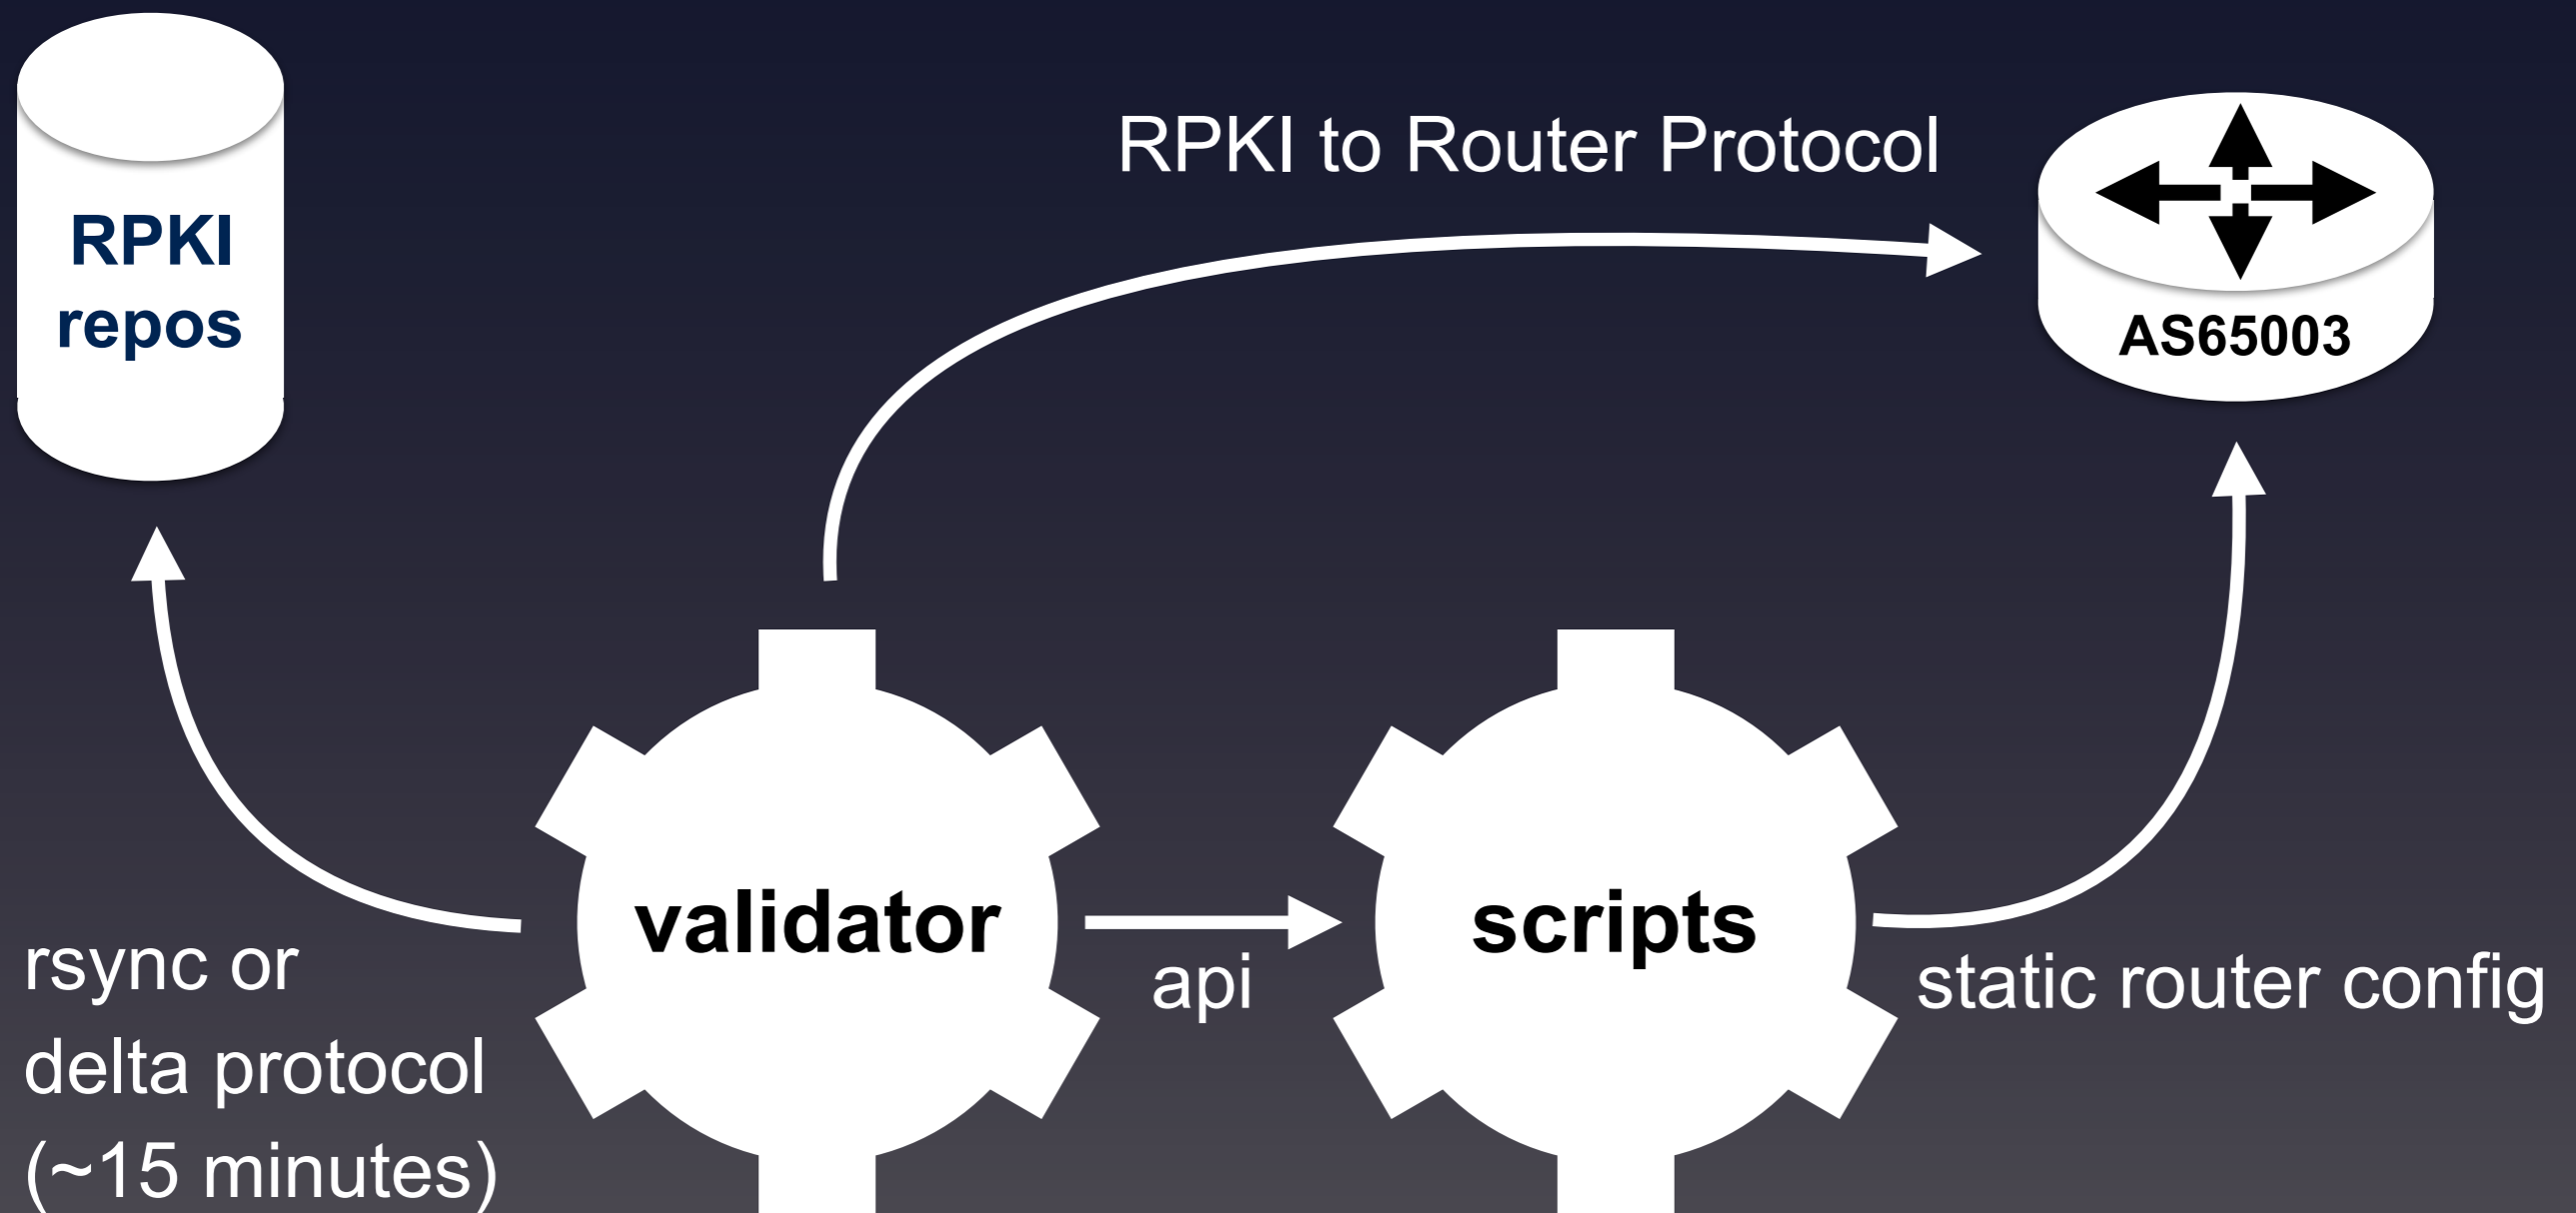 RPKI
repos
RPKI to Router Protocol
AS65003
validator
scripts
api
rsync or
delta protocol
(~15 minutes)
static router config